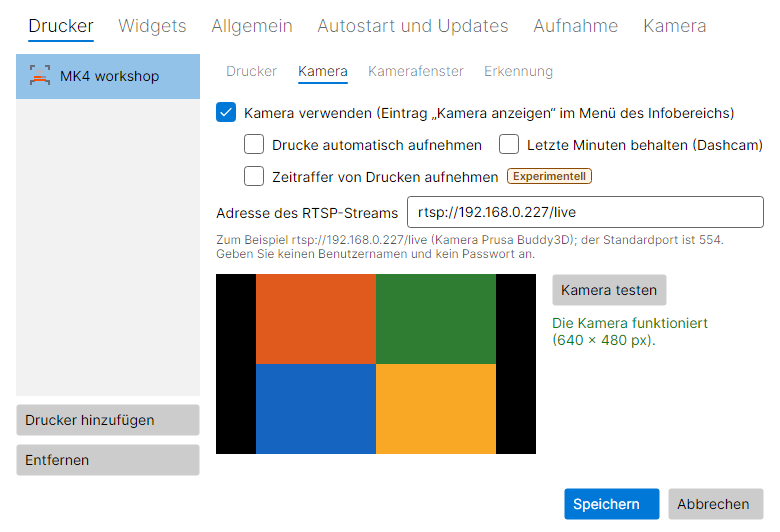 Drucker Widgets Allgemein Autostart und Updates Aufnahme Kamera
MK4 workshop
Drucker Kamera Kamerafenster Erkennung
Kamera verwenden (Eintrag „Kamera anzeigen“ im Menü des Infobereichs)
Drucke automatisch aufnehmen
Letzte Minuten behalten (Dashcam)
Zeitraffer von Drucken aufnehmen Experimentell
Adresse des RTSP-Streams rtsp://192.168.0.227/live
Zum Beispiel rtsp://192.168.0.227/live (Kamera Prusa Buddy3D); der Standardport ist 554.
Geben Sie keinen Benutzernamen und kein Passwort an.
Kamera testen
Die Kamera funktioniert
(640 × 480 px).
Drucker hinzufügen
Entfernen
Speichern Abbrechen